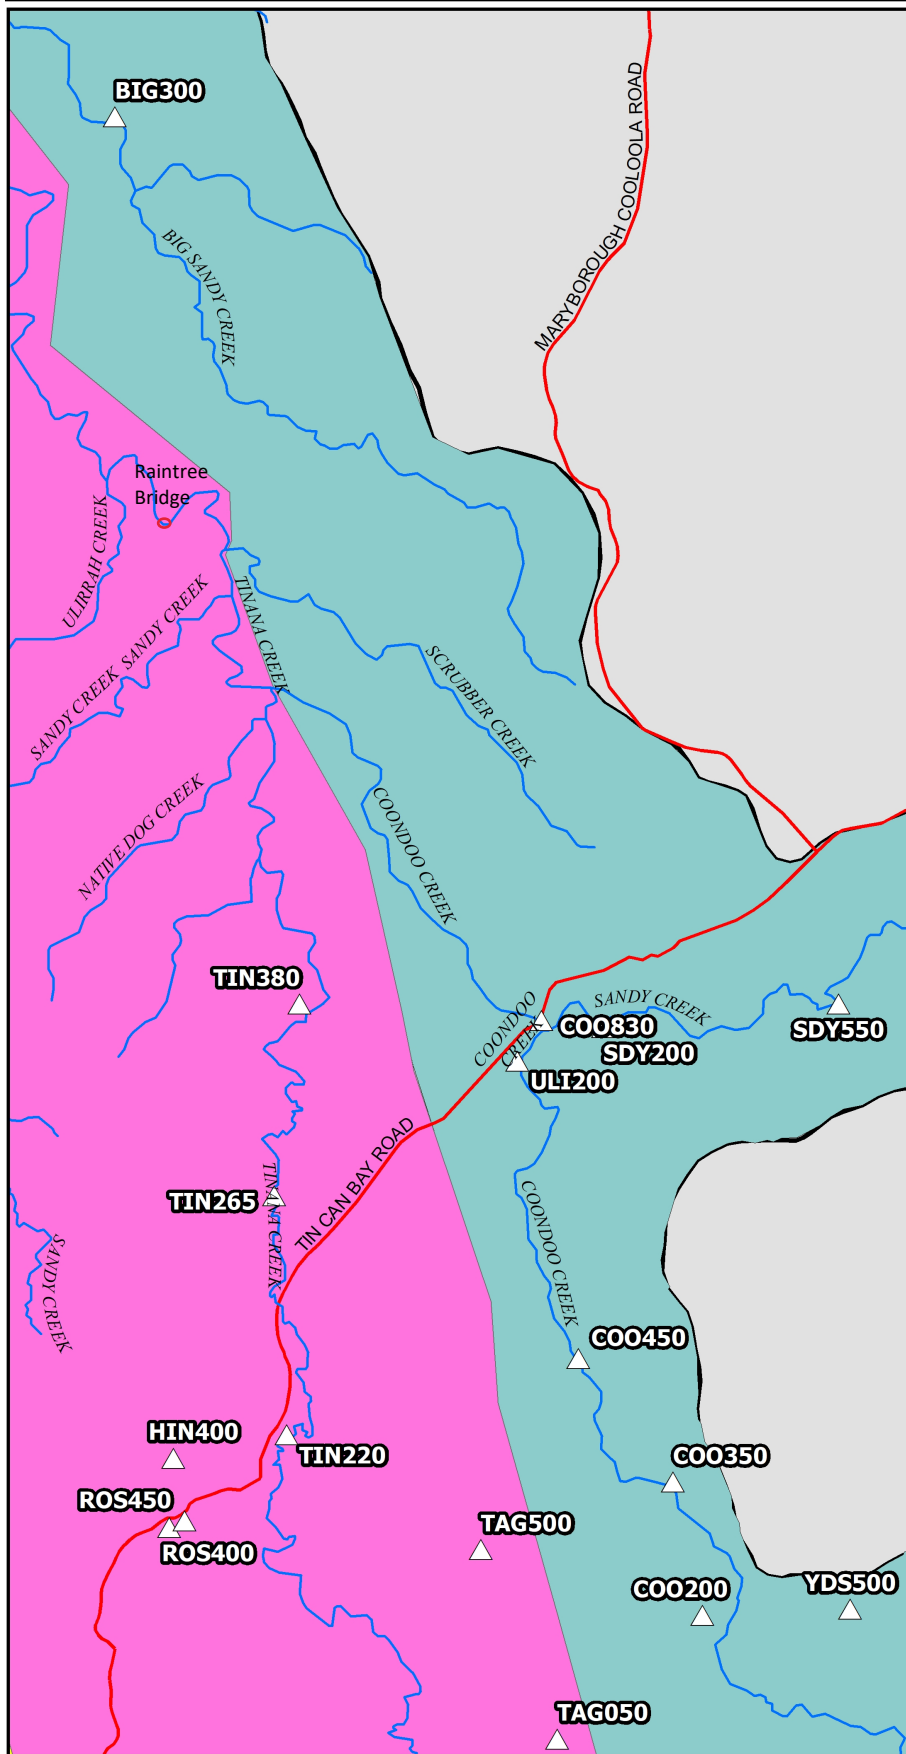 BIG300
MARYBOROUGH COOLOOLA ROAD
BIG SANDY CREEK
Raintree
Bridge
ULIRRAH CREEK
SANDY CREEK
SANDY CREEK
TINANA CREEK
SCRUBBER CREEK
NATIVE DOG CREEK
COONDOO CREEK
TIN380
COONDOO
CREEK
SANDY CREEK
COO830
SDY200
SDY550
ULI200
TIN CAN BAY ROAD
TIN265
TINANA CREEK
COONDOO CREEK
SANDY CREEK
COO450
HIN400
TIN220
COO350
ROS450
ROS400
TAG500
COO200
YDS500
TAG050